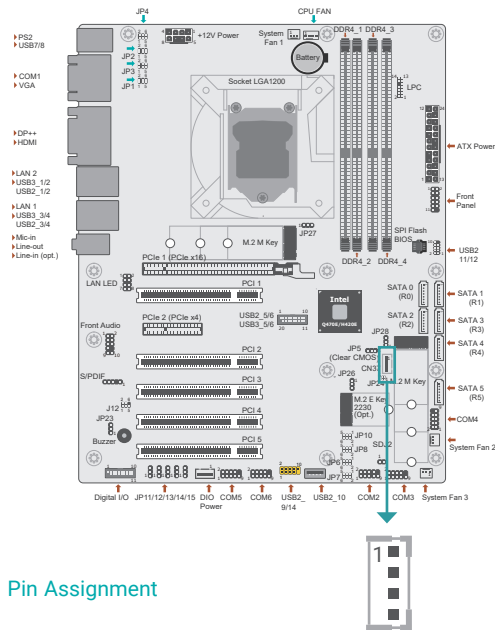 JP4
CPU FAN
PS2
USB7/8
+12V Power
System
Fan 1
DDR4_1
DDR4_3
JP2
JP3
JP1
Battery
COM1
VGA
Socket LGA1200
LPC
DP++
HDMI
ATX Power
LAN 2
USB3_1/2
USB2_1/2
LAN 1
USB3_3/4
USB2_3/4
Front
Panel
Mic-in
Line-out
Line-in (opt.)
JP27
M.2 M Key
SPI Flash
BIOS
USB2
11/12
DDR4_2
DDR4_4
PCIe 1 (PCIe x16)
LAN LED
PCI 1
SATA 0
(R0)
SATA 1
(R1)
Intel
Q470E/H420E
PCIe 2 (PCIe x4)
USB2_5/6
USB3_5/6
SATA 2
(R2)
SATA 3
(R3)
Front Audio
JP28
SATA 4
(R4)
PCI 2
JP5
(Clear CMOS)
CN33
S/PDIF
PCI 3
JP26
JP24
M.2 M Key
SATA 5
(R5)
M.2 E Key
2230
(Opt.)
J12
JP23
PCI 4
COM4
Buzzer
PCI 5
JP10
JP8
SDJ2
System Fan 2
JP6
JP7
Digital I/O
JP11/12/13/14/15
DIO
Power
COM5
COM6
USB2_
9/14
USB2_10
COM2
COM3
System Fan 3
1
Pin Assignment